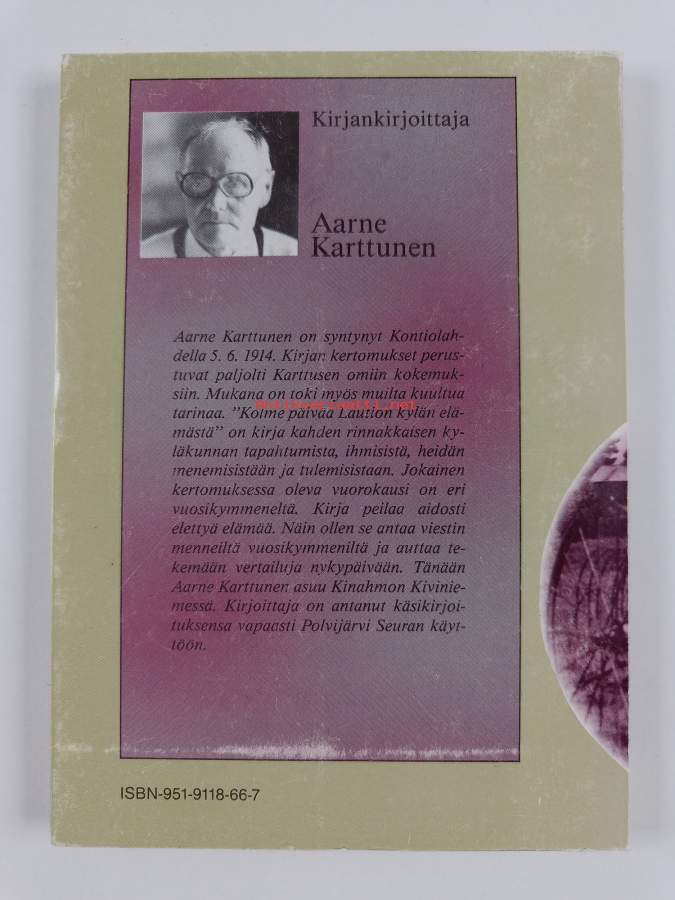 Kirjankirjoittaja
Aarne
Karttunen
Aarne Karttunen on syntynyt Kontiolah-
della 5. 6. 1914. Kirjan kertomukset perus-
tuvat paljolti Karttusen omiin kokemuk-
siin. Mukana on toki myös muilta kuultua
tarinaa. ”Kolme päivää Laution kylän elä-
mästä” on kirja kahden rinnakkaisen ky-
läkunnan tapahtumista, ihmisistä, heidän
menemisistään ja tulemisistaan. Jokainen
kertomuksessa oleva vuorokausi on eri
vuosikymmeneltä. Kirja peilaa aidosti
elettyä elämää. Näin ollen se antaa viestin
menneiltä vuosikymmeniltä ja auttaa te-
kemään vertailuja nykypäivään. Tänään
Aarne Karttunen asuu Kinahmon Kivinie-
messä. Kirjoittaja on antanut käsikirjoi-
tuksensa vapaasti Polvijärvi Seuran käyt-
töön.
ISBN-951-9118-66-7